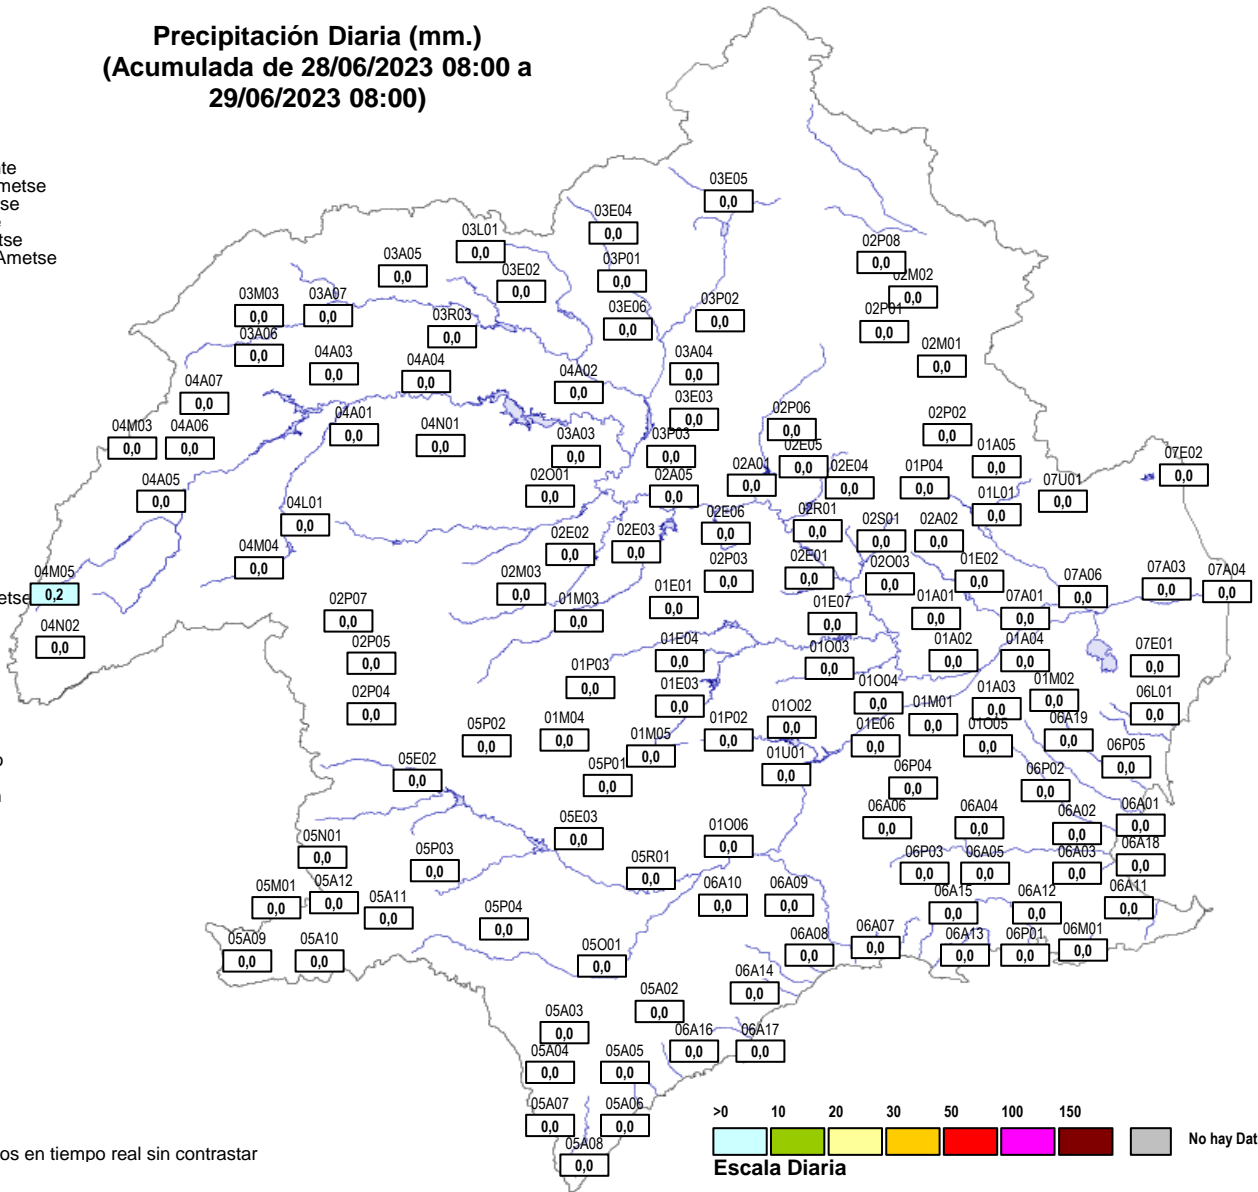 Precipitación Diaria (mm.)
(Acumulada de 28/06/2023 08:00 a
29/06/2023 08:00)
03E05
0,0
03E04
0,0
03L01
0,0
02P08
0,0
03A05
0,0
03P01
0,0
03E02
0,0
02M02
0,0
03M03
0,0
03A07
0,0
03P02
0,0
03R03
0,0
03E06
0,0
02P01
0,0
03A06
0,0
04A03
0,0
04A04
0,0
03A04
0,0
02M01
0,0
04A02
0,0
04A07
0,0
03E03
0,0
04M03
0,0
04A06
0,0
04A01
0,0
04N01
0,0
02P06
0,0
02P02
0,0
03A03
0,0
03P03
0,0
02E05
0,0
01A05
0,0
07E02
0,0
04A05
0,0
02O01
0,0
02A05
0,0
02A01
0,0
02E04
0,0
01P04
0,0
07U01
0,0
01L01
0,0
04L01
0,0
02E06
0,0
02R01
0,0
02S01
0,0
02A02
0,0
04M04
0,0
02E02
0,0
02E03
0,0
04M05
0,2
02M03
0,0
02P03
0,0
02E01
0,0
02O03
0,0
01E02
0,0
07A06
0,0
07A03
0,0
07A04
0,0
etse
04N02
0,0
02P07
0,0
01M03
0,0
01E01
0,0
01E07
0,0
01A01
0,0
07A01
0,0
02P05
0,0
01E04
0,0
01O03
0,0
01A02
0,0
01A04
0,0
07E01
0,0
02P04
0,0
01P03
0,0
01E03
0,0
01O04
0,0
01A03
0,0
01M02
0,0
06L01
0,0
05P02
0,0
01M04
0,0
01M05
0,0
01P02
0,0
01O02
0,0
01E06
0,0
01M01
0,0
01O05
0,0
06A19
0,0
06P05
0,0
05E02
0,0
05P01
0,0
01U01
0,0
06P04
0,0
06P02
0,0
05E03
0,0
01O06
0,0
06A06
0,0
06A04
0,0
06A02
0,0
06A01
0,0
05N01
0,0
05P03
0,0
05R01
0,0
06P03
0,0
06A05
0,0
06A03
0,0
06A18
0,0
05M01
0,0
05A12
0,0
05A11
0,0
06A10
0,0
06A09
0,0
06A15
0,0
06A12
0,0
06A11
0,0
05A09
0,0
05A10
0,0
05P04
0,0
05O01
0,0
06A08
0,0
06A07
0,0
06A13
0,0
06P01
0,0
06M01
0,0
06A14
0,0
05A02
0,0
05A03
0,0
06A16
0,0
06A17
0,0
05A04
0,0
05A05
0,0
05A07
0,0
05A06
0,0
05A08
0,0
>0 10 20 30 50 100 150
No hay Dat
Escala Diaria
os en tiempo real sin contrastar